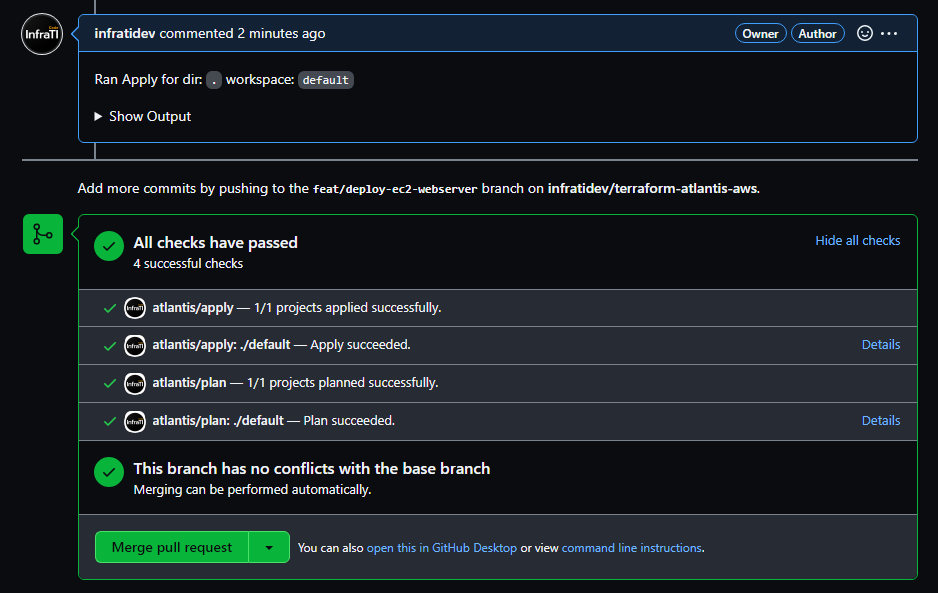 Code
InfraTI
infratidev commented 2 minutes ago Owner Author
Ran Apply for dir: . workspace: default
Show Output
Add more commits by pushing to the feat/deploy-ec2-webserver branch on infratidev/terraform-atlantis-aws.
All checks have passed Hide all checks
4 successful checks
InfraTI atlantis/apply — 1/1 projects applied successfully.
InfraTI atlantis/apply: ./default — Apply succeeded. Details
InfraTI atlantis/plan — 1/1 projects planned successfully.
InfraTI atlantis/plan: ./default — Plan succeeded. Details
This branch has no conflicts with the base branch
Merging can be performed automatically.
Merge pull request You can also open this in GitHub Desktop or view command line instructions.